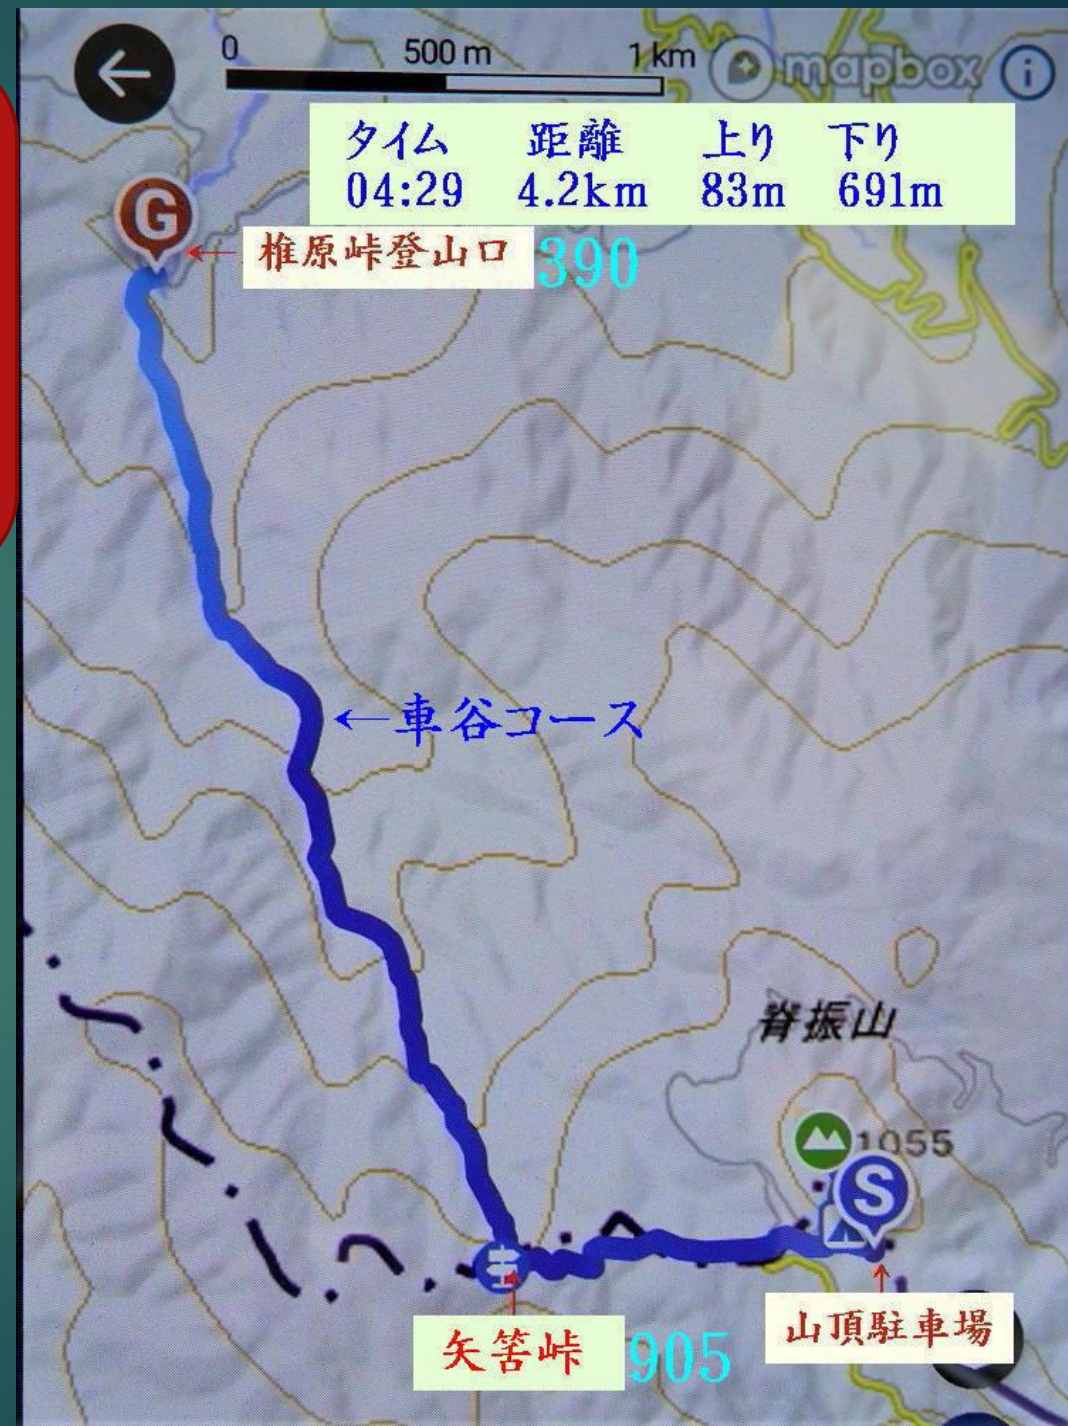 0 500 m 1 km mapbox i
タイム 距離 上り 下り
04:29 4.2km 83m 691m
G
←椎原峠登山口 390
←車谷コース
脊振山
1055
S
矢筈峠 905
山頂駐車場